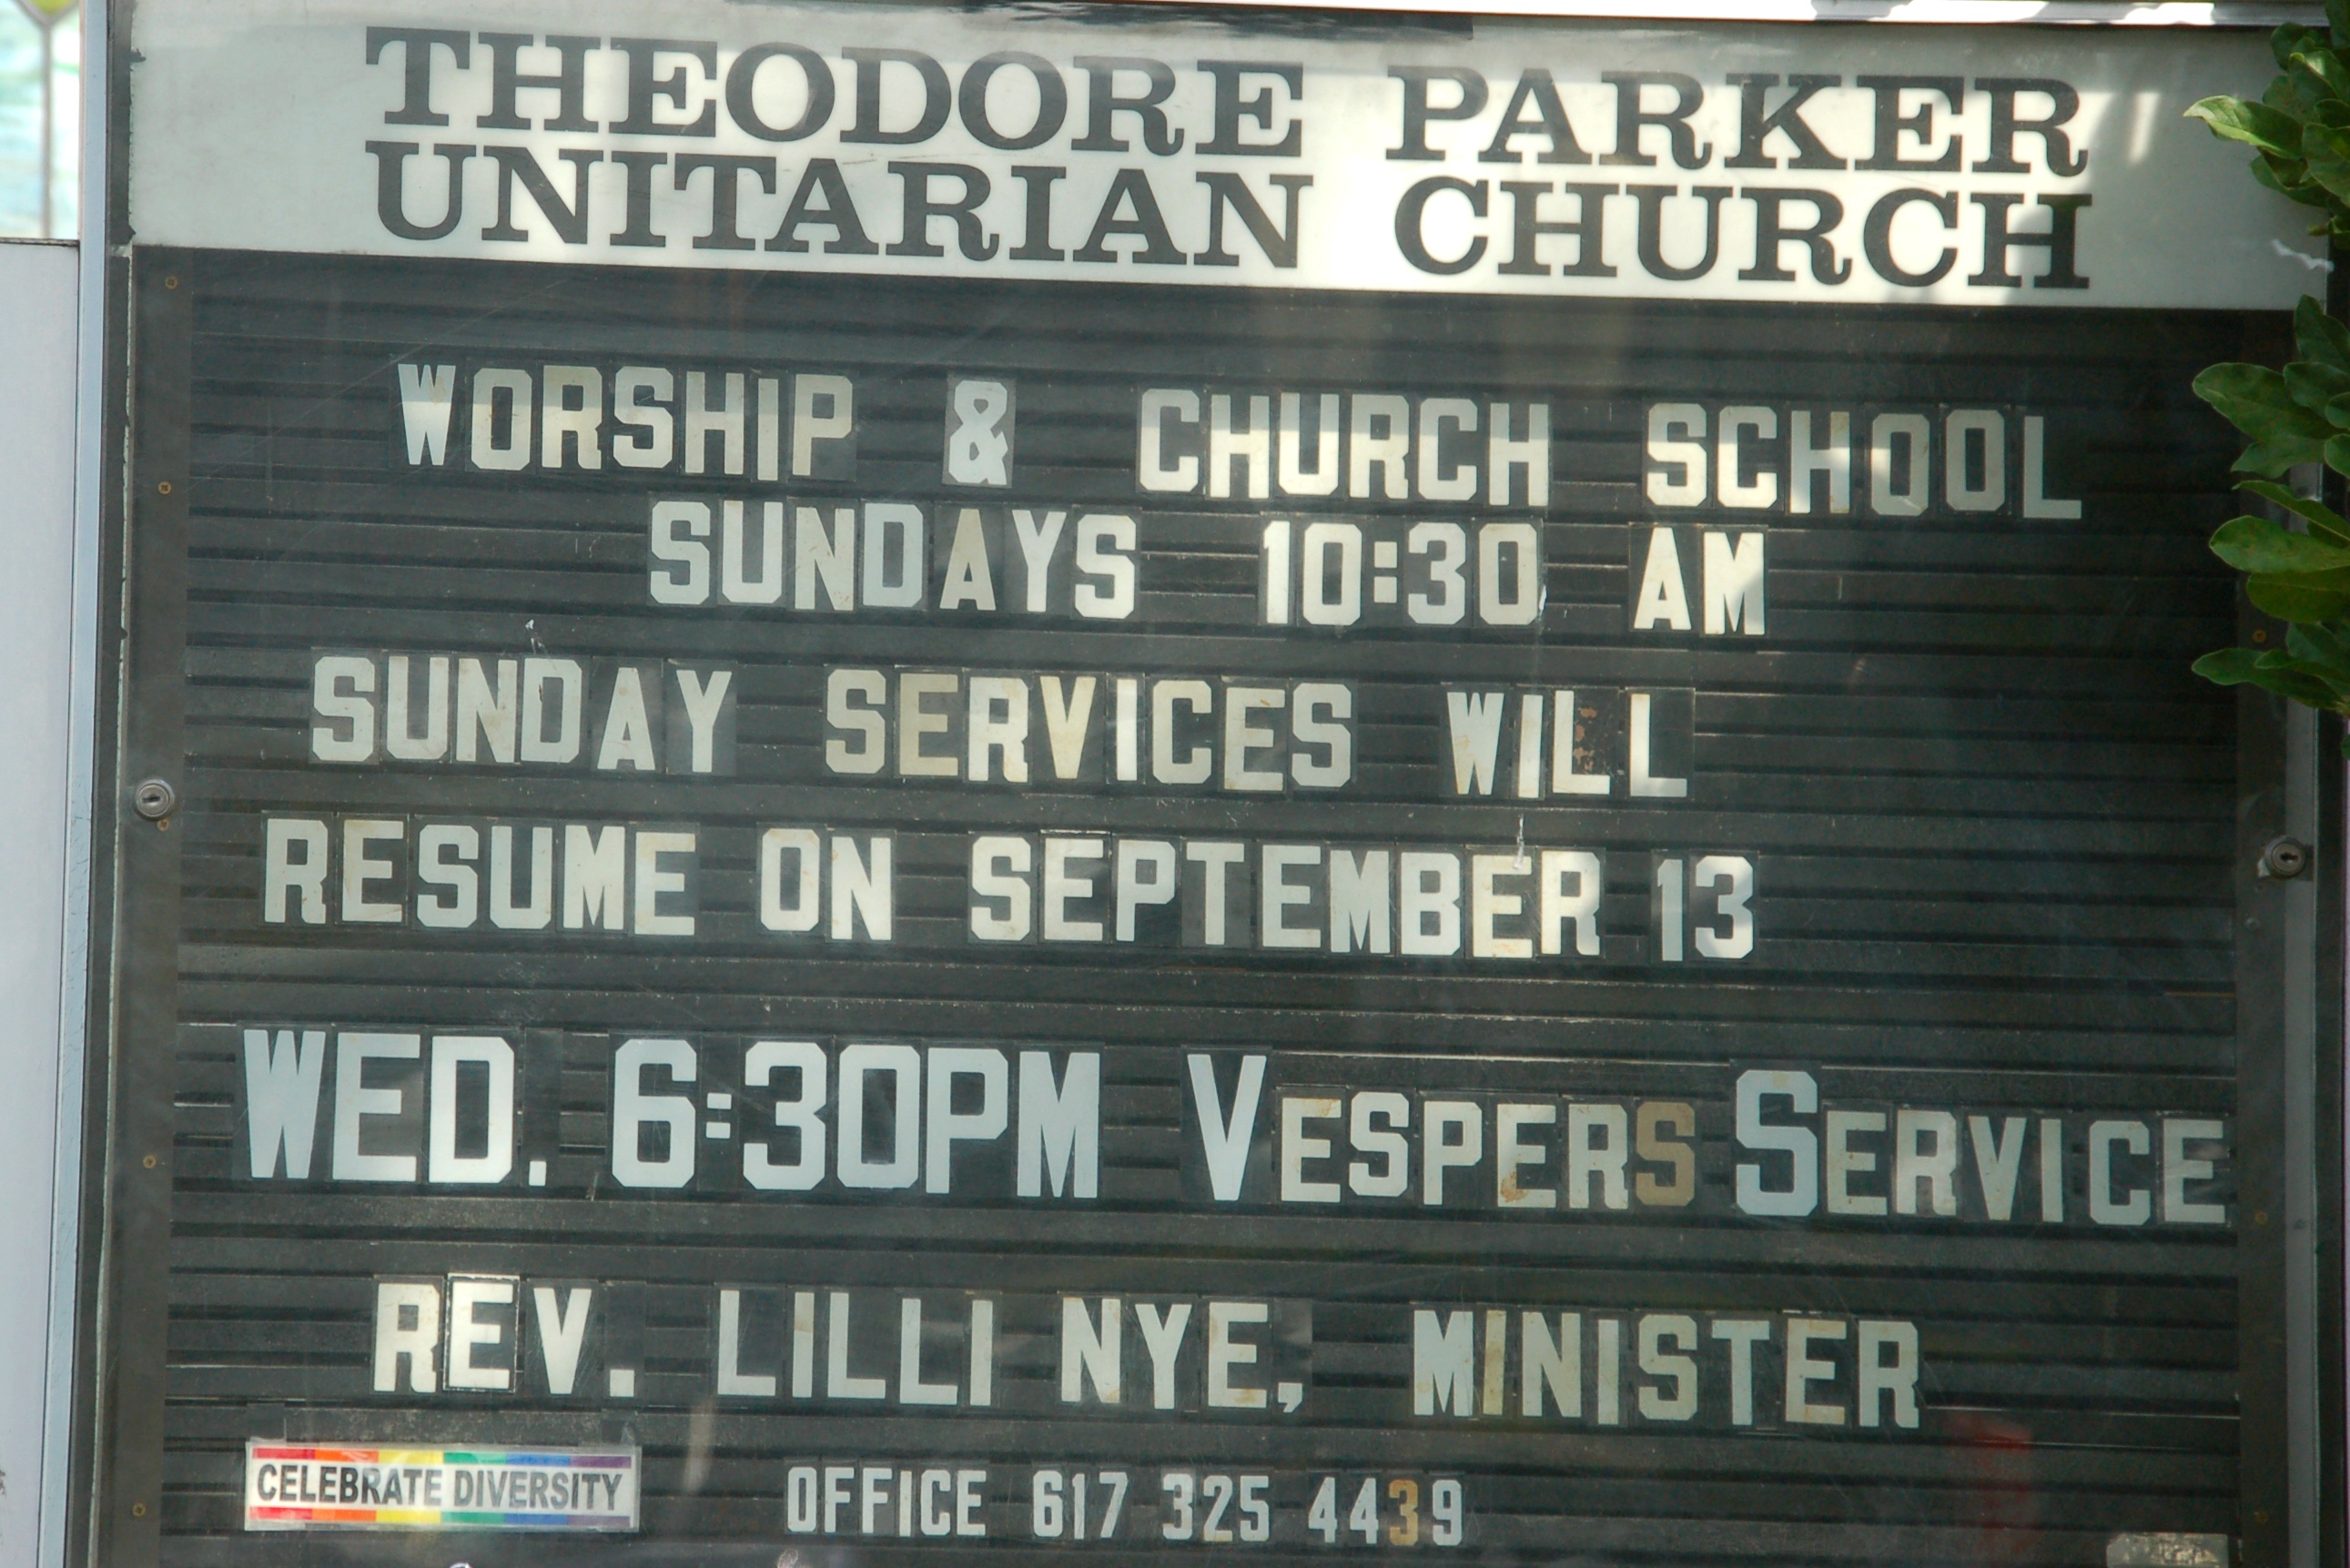 THEODORE PARKER
UNITARIAN CHURCH
WORSHIP & CHURCH SCHOOL
SUNDAYS 10:30 AM
SUNDAY SERVICES WILL
RESUME ON SEPTEMBER 13
WED. 6:30PM VESPERS SERVICE
REV. LILLI NYE, MINISTER
CELEBRATE DIVERSITY
OFFICE 617 325 4439